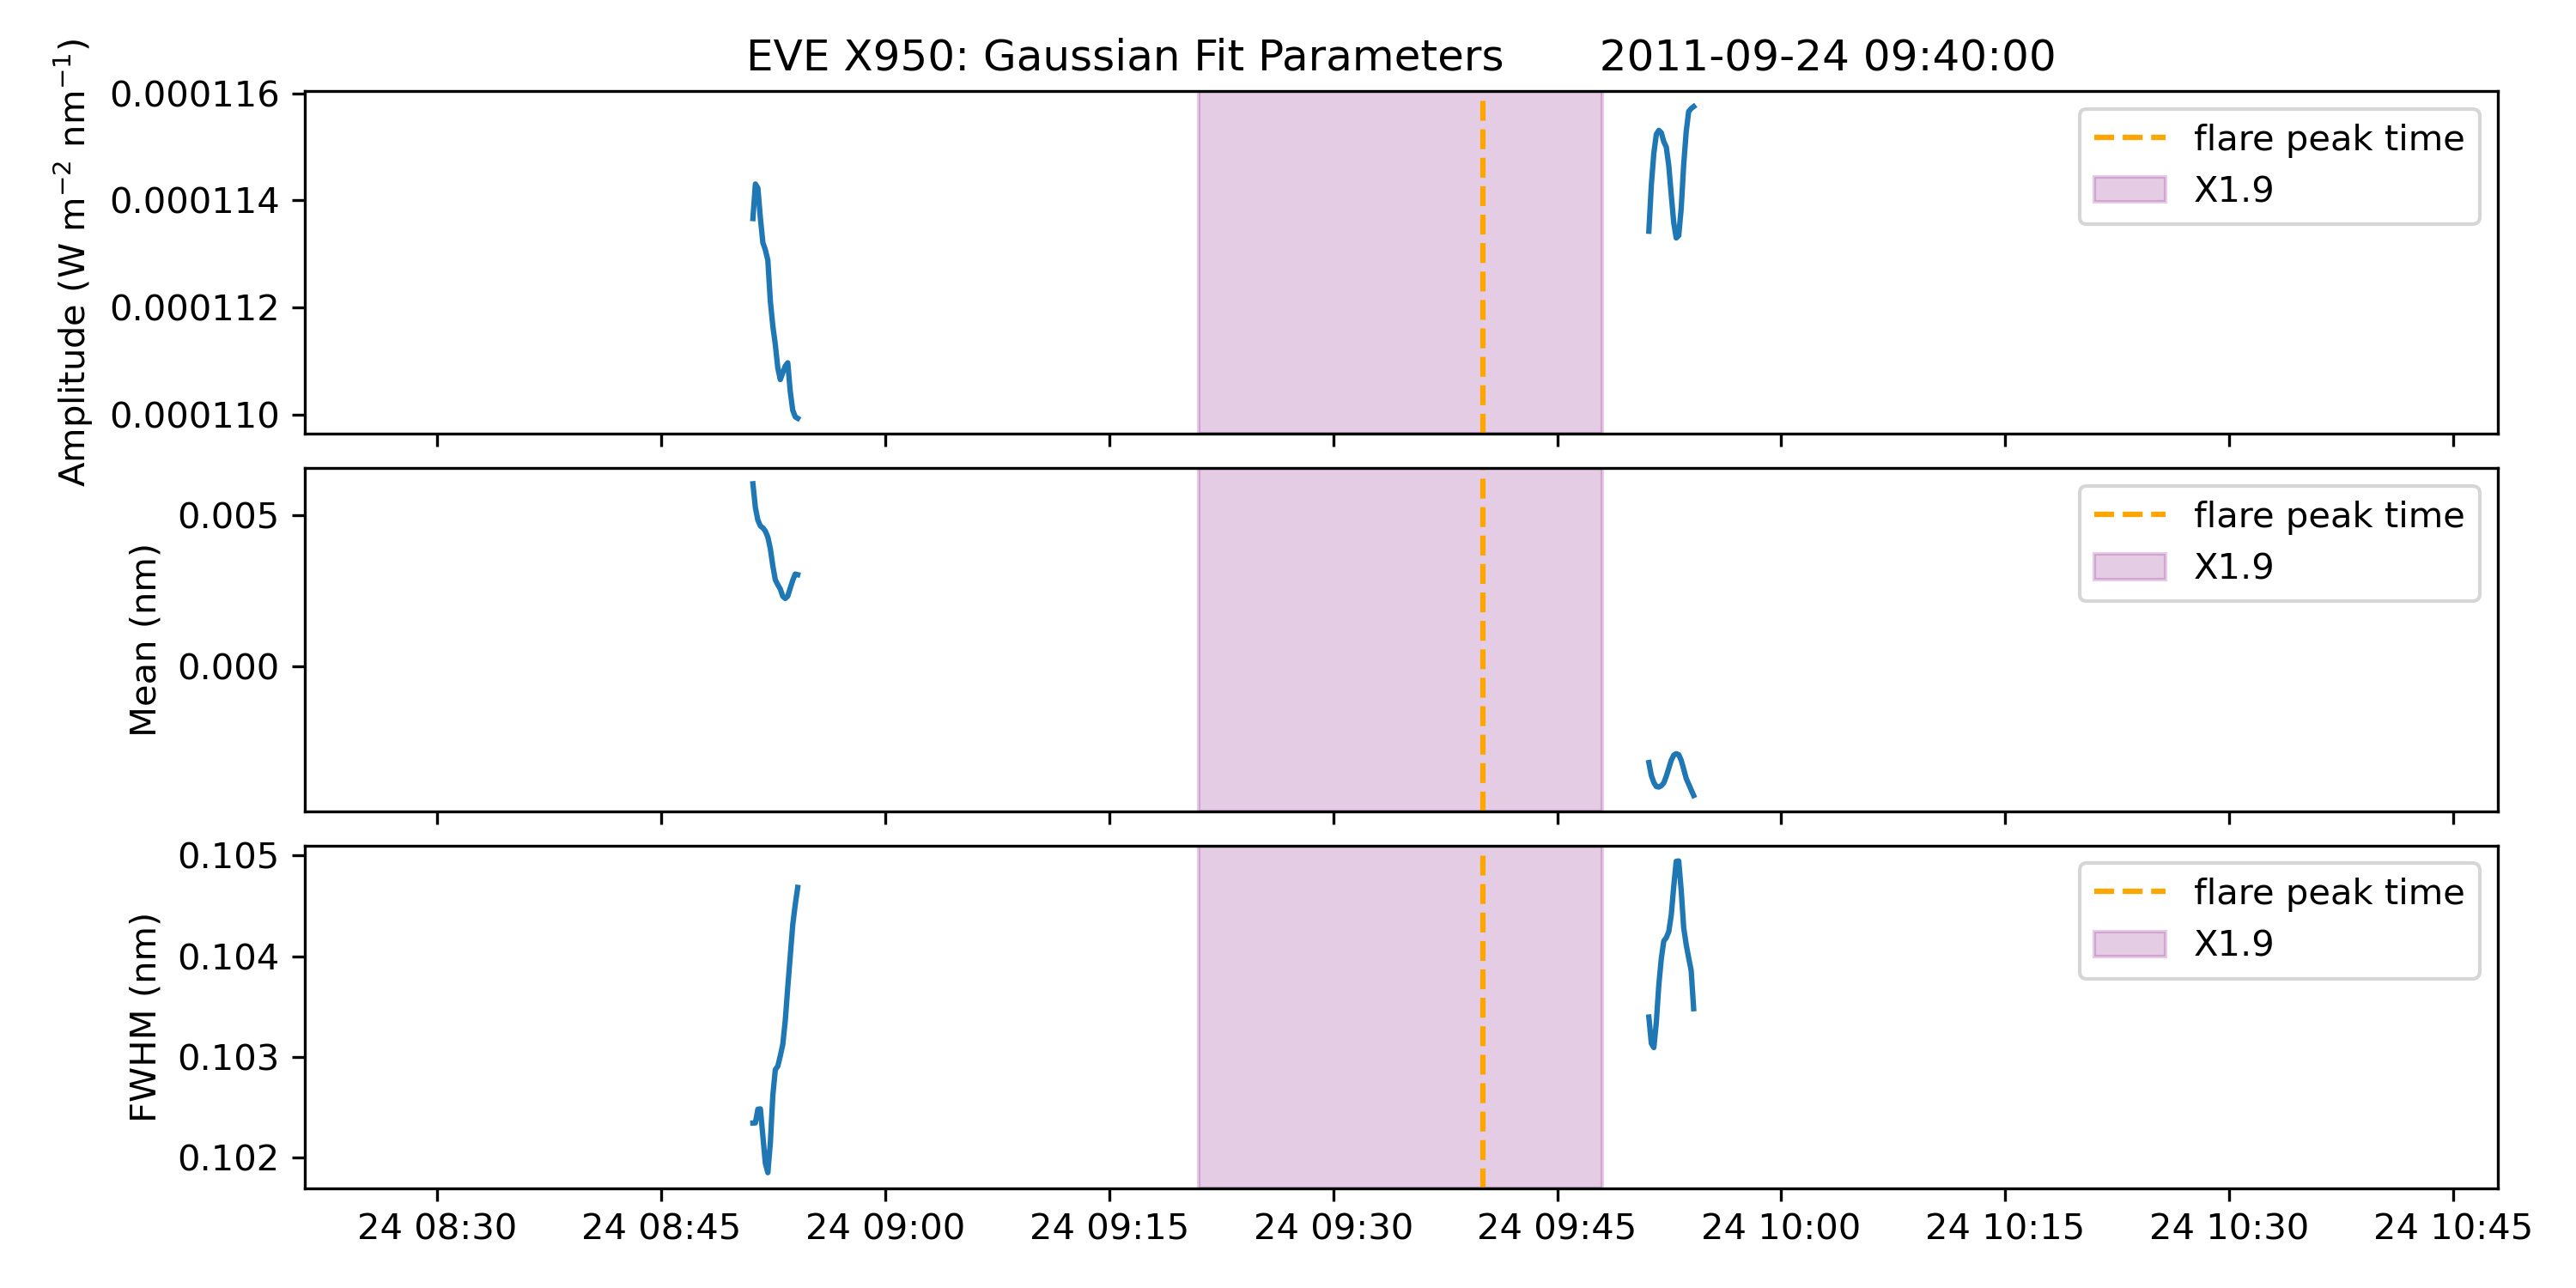 EVE X950: Gaussian Fit Parameters 2011-09-24 09:40:00
Amplitude (W m⁻² nm⁻¹)
0.000116
0.000114
0.000112
0.000110
flare peak time
X1.9
Mean (nm)
0.005
0.000
flare peak time
X1.9
FWHM (nm)
0.105
0.104
0.103
0.102
flare peak time
X1.9
24 08:30 24 08:45 24 09:00 24 09:15 24 09:30 24 09:45 24 10:00 24 10:15 24 10:30 24 10:45